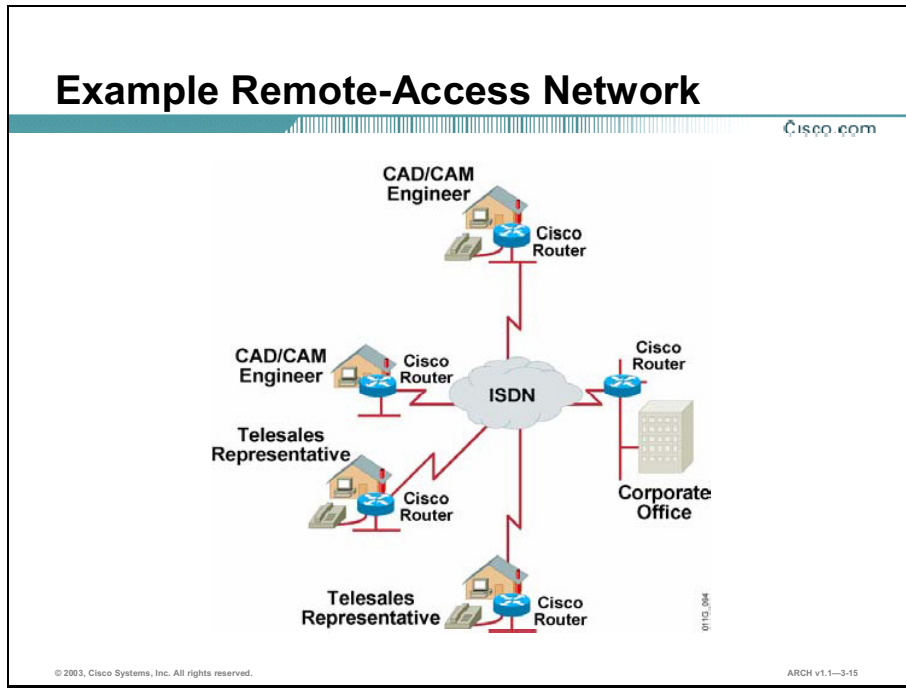 Example Remote-Access Network
Cisco.com
CAD/CAM
Engineer
Cisco
Router
CAD/CAM
Engineer
Cisco
Router
ISDN
Cisco
Router
Telesales
Representative
Cisco
Router
Corporate
Office
Telesales
Representative
Cisco
Router
011G_094
© 2003, Cisco Systems, Inc. All rights reserved.
ARCH v1.1—3-15